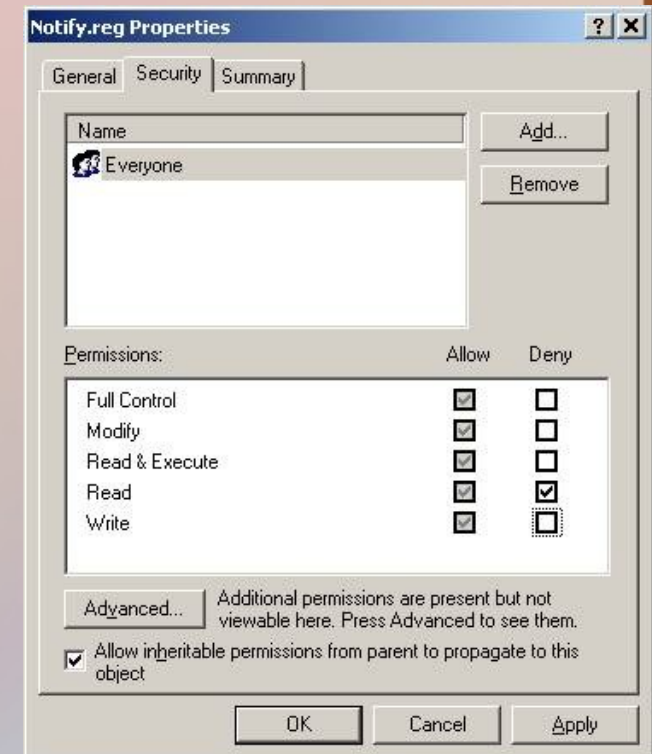 Notify.reg Properties
General Security Summary
Name
Add...
Everyone
Remove
Permissions: Allow Deny
Full Control
Modify
Read & Execute
Read
Write
Advanced...
Additional permissions are present but not
viewable here. Press Advanced to see them.
Allow inheritable permissions from parent to propagate to this
object
OK Cancel Apply